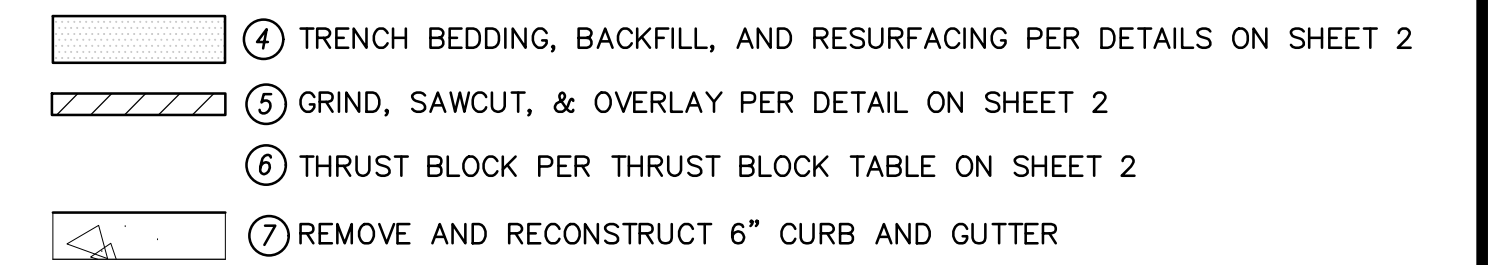 4 TRENCH BEDDING, BACKFILL, AND RESURFACING PER DETAILS ON SHEET 2
5 GRIND, SAWCUT, & OVERLAY PER DETAIL ON SHEET 2
6 THRUST BLOCK PER THRUST BLOCK TABLE ON SHEET 2
7 REMOVE AND RECONSTRUCT 6” CURB AND GUTTER